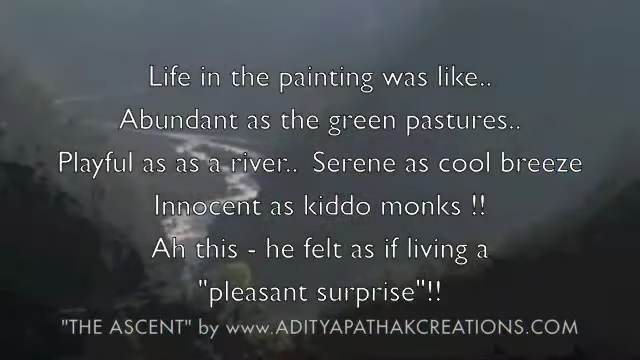 Life in the painting was like..
Abundant as the green pastures..
Playful as as a river.. Serene as cool breeze
Innocent as kiddo monks !!
Ah this - he felt as if living a
"pleasant surprise"!!
"THE ASCENT" by www.ADITYAPATHAKCREATIONS.COM